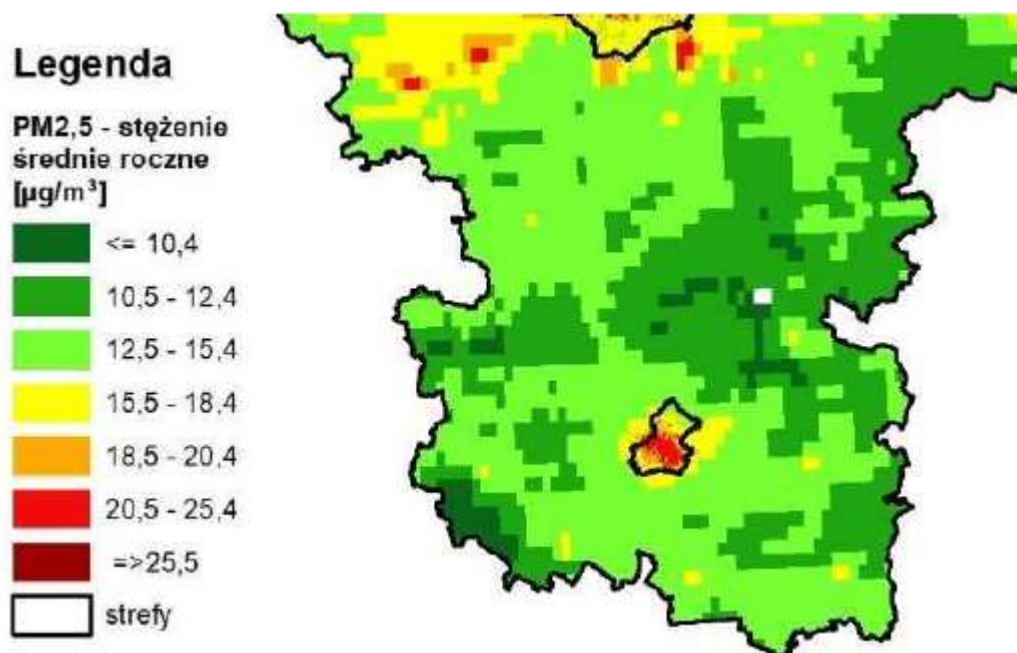 Legenda
PM2,5 - stężenie
średnie roczne
[µg/m³]
<= 10,4
10,5 - 12,4
12,5 - 15,4
15,5 - 18,4
18,5 - 20,4
20,5 - 25,4
=>25,5
strefy